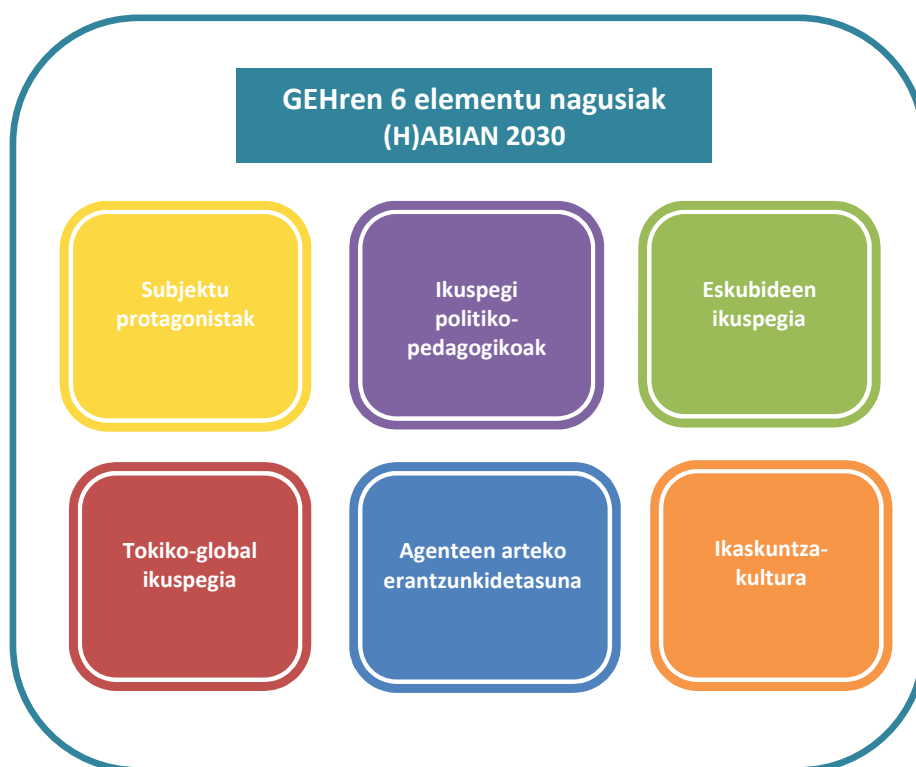 GEHren 6 elementu nagusiak
(H)ABIAN 2030
Subjektu
protagonistak
Ikuspegi
politiko-
pedagogikoak
Eskubideen
ikuspegia
Tokiko-global
ikuspegia
Agenteen arteko
erantzunkidetasuna
Ikaskuntza-
kultura